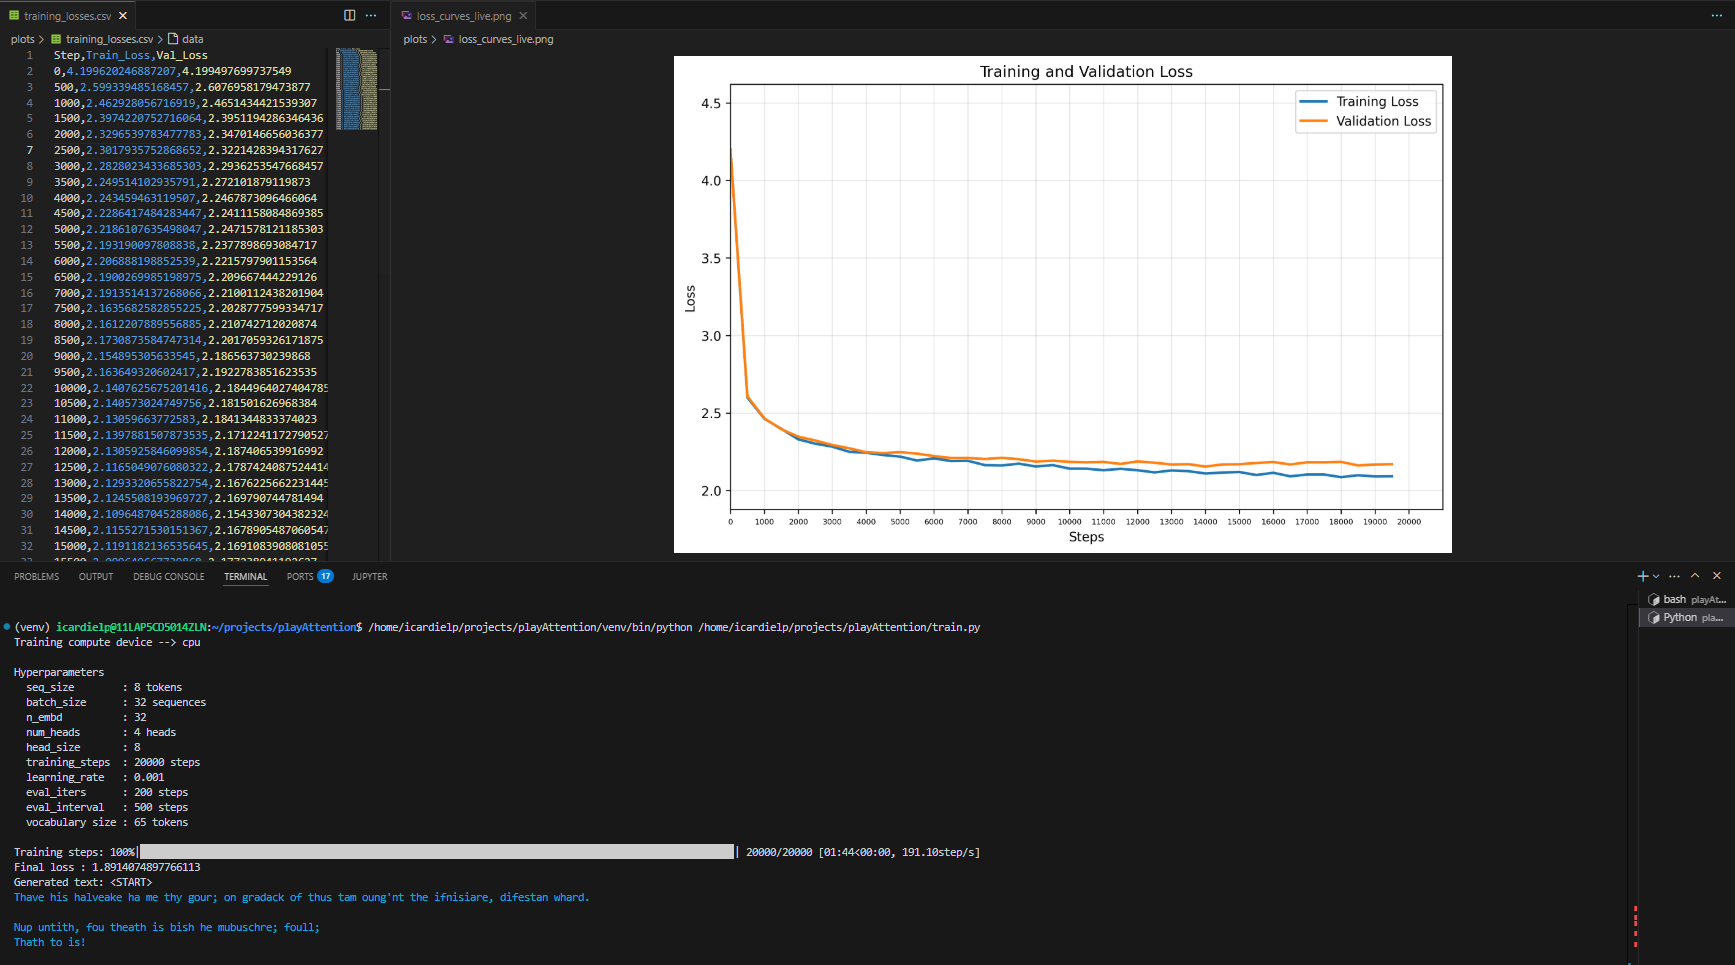 training_losses.csv
loss_curves_live.png
plots > training_losses.csv > data
plots > loss_curves_live.png
1 Step,Train_Loss,Val_Loss
2 0,4.199620246887207,4.199497699737549
3 500,2.599339485168457,2.6076958179473877
4 1000,2.462928056716919,2.4651434421539307
5 1500,2.3974220752716064,2.3951194286346436
6 2000,2.3296539783477783,2.3470146656036377
7 2500,2.3017935752868652,2.3221428394317627
8 3000,2.2828023433685303,2.2936253547668457
9 3500,2.249514102935791,2.272101879119873
10 4000,2.243459463119507,2.2467873096466064
11 4500,2.2286417484283447,2.2411158084869385
12 5000,2.2186107635498047,2.2471578121185303
13 5500,2.193190097808838,2.2377898693084717
14 6000,2.206888198852539,2.2215797901153564
15 6500,2.1900269985198975,2.209667444229126
16 7000,2.1913514137268066,2.2100112438201904
17 7500,2.1635682582855225,2.2028777599334717
18 8000,2.1612207889556885,2.210742712020874
19 8500,2.1730873584747314,2.2017059326171875
20 9000,2.154895305633545,2.186563730239868
21 9500,2.163649320602417,2.1922783851623535
22 10000,2.1407625675201416,2.1844964027404785
23 10500,2.140573024749756,2.181501626968384
24 11000,2.13059663772583,2.1841344833374023
25 11500,2.1397881507873535,2.1712241172790527
26 12000,2.1305925846099854,2.187406539916992
27 12500,2.1165049076080322,2.1787424087524414
28 13000,2.1293320655822754,2.1676225662231445
29 13500,2.1245508193969727,2.169790744781494
30 14000,2.1096487045288086,2.1543307304382324
31 14500,2.1155271530151367,2.1678905487060547
32 15000,2.1191182136535645,2.1691083908081055
Training and Validation Loss
Training Loss
Validation Loss
4.5
4.0
3.5
3.0
2.5
2.0
Loss
0 1000 2000 3000 4000 5000 6000 7000 8000 9000 10000 11000 12000 13000 14000 15000 16000 17000 18000 19000 20000
Steps
PROBLEMS OUTPUT DEBUG CONSOLE TERMINAL PORTS 17 JUPYTER
bash playAt...
Python pla...
(venv) icardielp@11LAP5CD5014ZLN:~/projects/playAttention$ /home/icardielp/projects/playAttention/venv/bin/python /home/icardielp/projects/playAttention/train.py
Training compute device --> cpu
Hyperparameters
seq_size : 8 tokens
batch_size : 32 sequences
n_embd : 32
num_heads : 4 heads
head_size : 8
training_steps : 20000 steps
learning_rate : 0.001
eval_iters : 200 steps
eval_interval : 500 steps
vocabulary size : 65 tokens
Training steps: 100%| | 20000/20000 [01:44<00:00, 191.10step/s]
Final loss : 1.8914074897766113
Generated text: <START>
Thave his halveake ha me thy gour; on gradack of thus tam oung'nt the ifnisiare, difestan whard.
Nup untith, fou theath is bish he mubuschre; foull;
Thath to is!